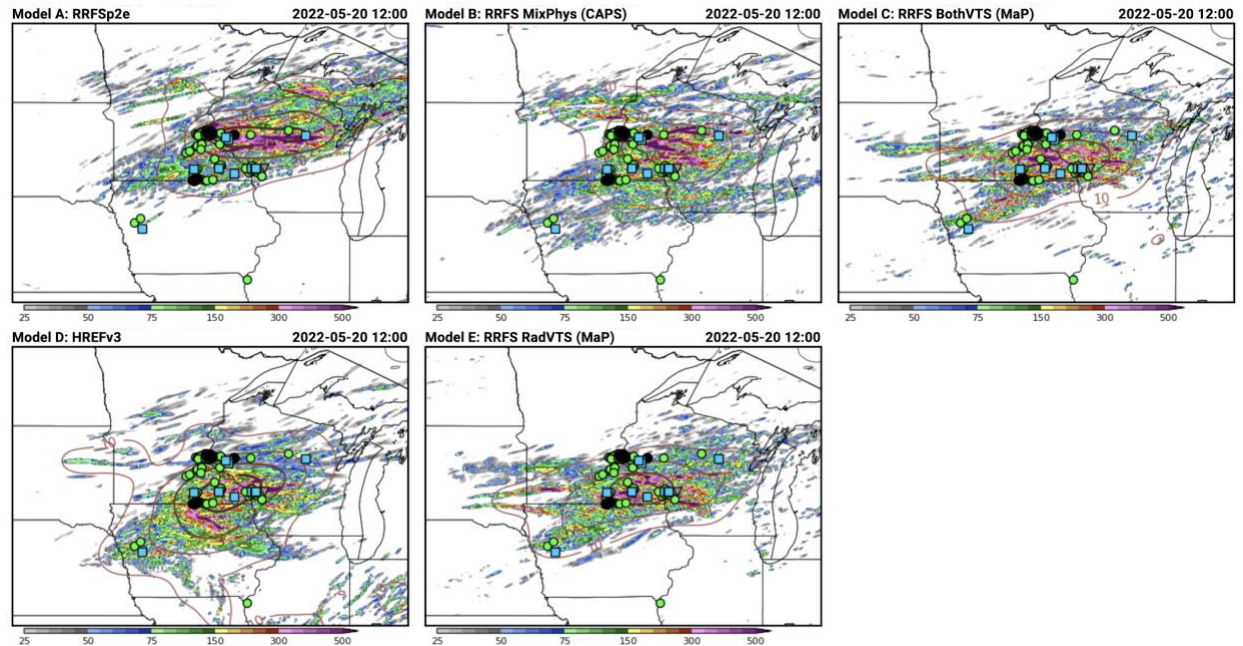 Model A: RRFSp2e 2022-05-20 12:00
25 50 75 150 300 500
Model B: RRFS MixPhys (CAPS) 2022-05-20 12:00
10
25 50 75 150 300 500
Model C: RRFS BothVTS (MaP) 2022-05-20 12:00
10
25 50 75 150 300 500
Model D: HREFv3 2022-05-20 12:00
10
25 50 75 150 300 500
Model E: RRFS RadVTS (MaP) 2022-05-20 12:00
25 50 75 150 300 500